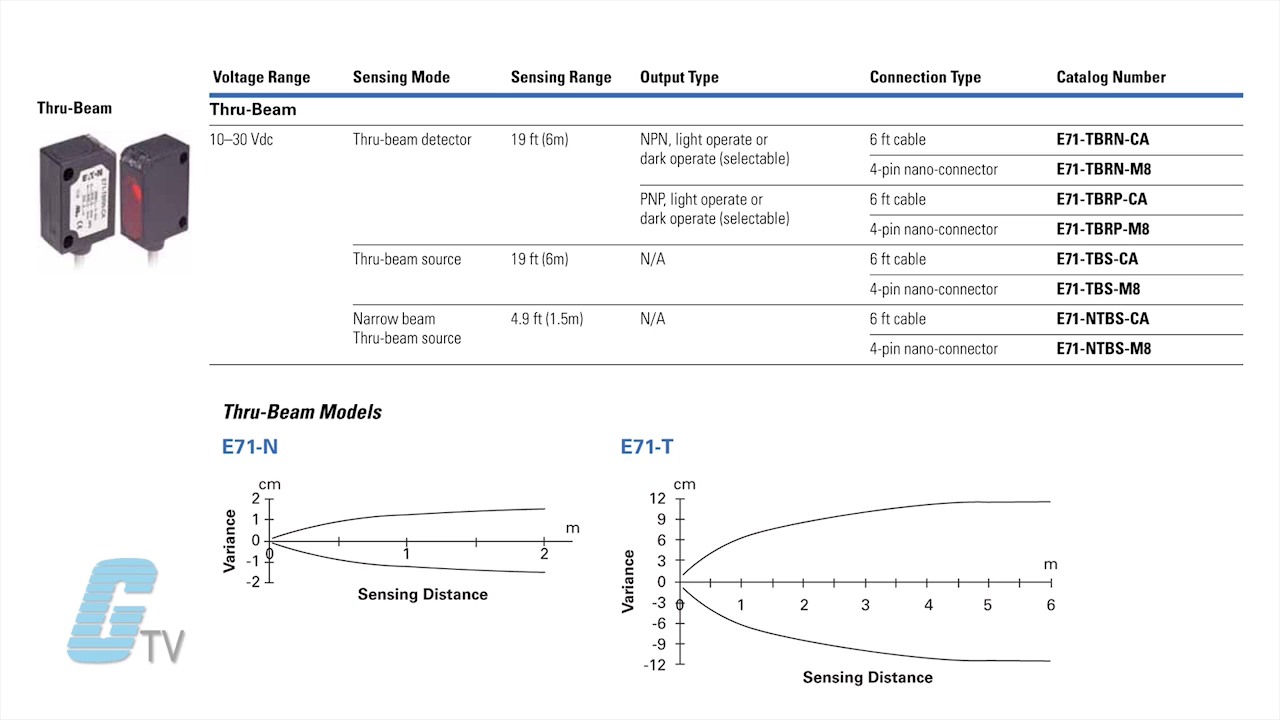 Voltage Range Sensing Mode Sensing Range Output Type Connection Type Catalog Number
Thru-Beam
Thru-Beam
10–30 Vdc Thru-beam detector 19 ft (6m) NPN, light operate or 6 ft cable E71-TBRN-CA
dark operate (selectable)
4-pin nano-connector E71-TBRN-M8
PNP, light operate or 6 ft cable E71-TBRP-CA
dark operate (selectable)
4-pin nano-connector E71-TBRP-M8
Thru-beam source 19 ft (6m) N/A 6 ft cable E71-TBS-CA
4-pin nano-connector E71-TBS-M8
Narrow beam 4.9 ft (1.5m) N/A 6 ft cable E71-NTBS-CA
Thru-beam source
4-pin nano-connector E71-NTBS-M8
Thru-Beam Models
E71-N
cm
2
1
0
-1
-2
Variance
0 1 2
m
Sensing Distance
E71-T
cm
12
9
6
3
0
-3
-6
-9
-12
Variance
0 1 2 3 4 5 6
m
Sensing Distance
G TV